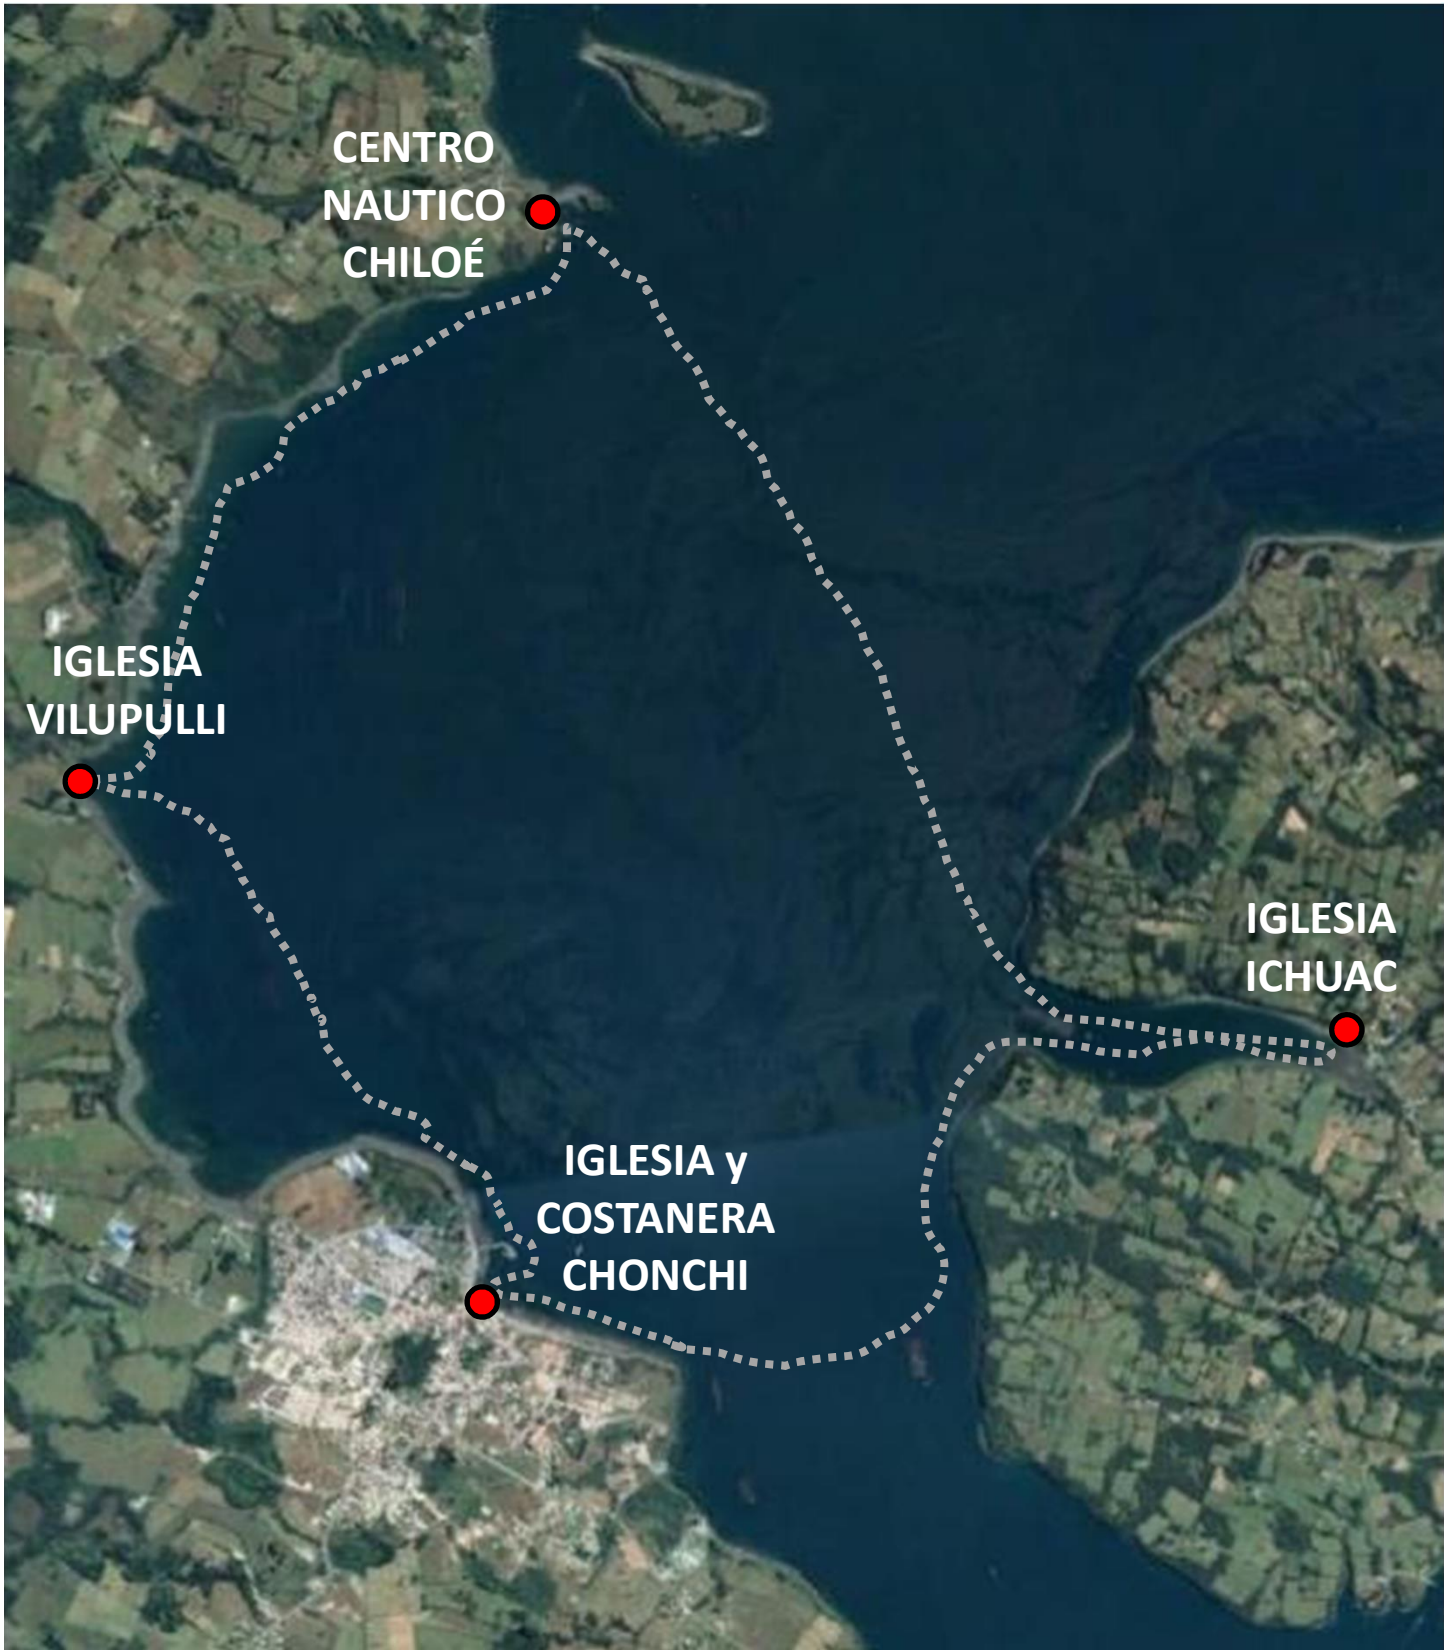 CENTRO
NAUTICO
CHILOÉ
IGLESIA
VILUPULLI
IGLESIA
ICHUAC
IGLESIA y
COSTANERA
CHONCHI